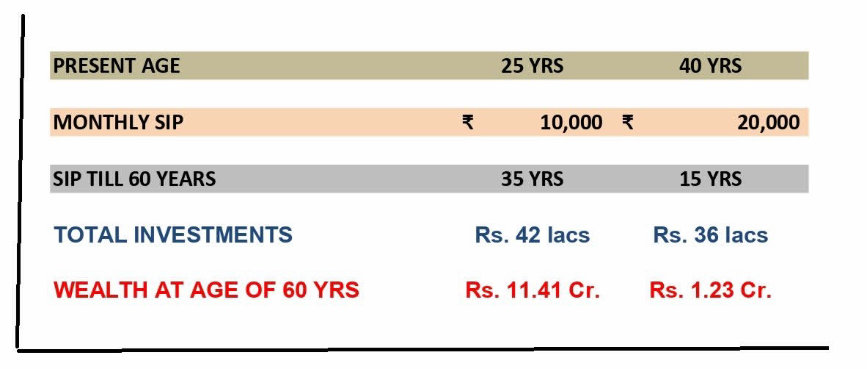 PRESENT AGE 25 YRS 40 YRS
MONTHLY SIP ₹ 10,000 ₹ 20,000
SIP TILL 60 YEARS 35 YRS 15 YRS
TOTAL INVESTMENTS Rs. 42 lacs Rs. 36 lacs
WEALTH AT AGE OF 60 YRS Rs. 11.41 Cr. Rs. 1.23 Cr.